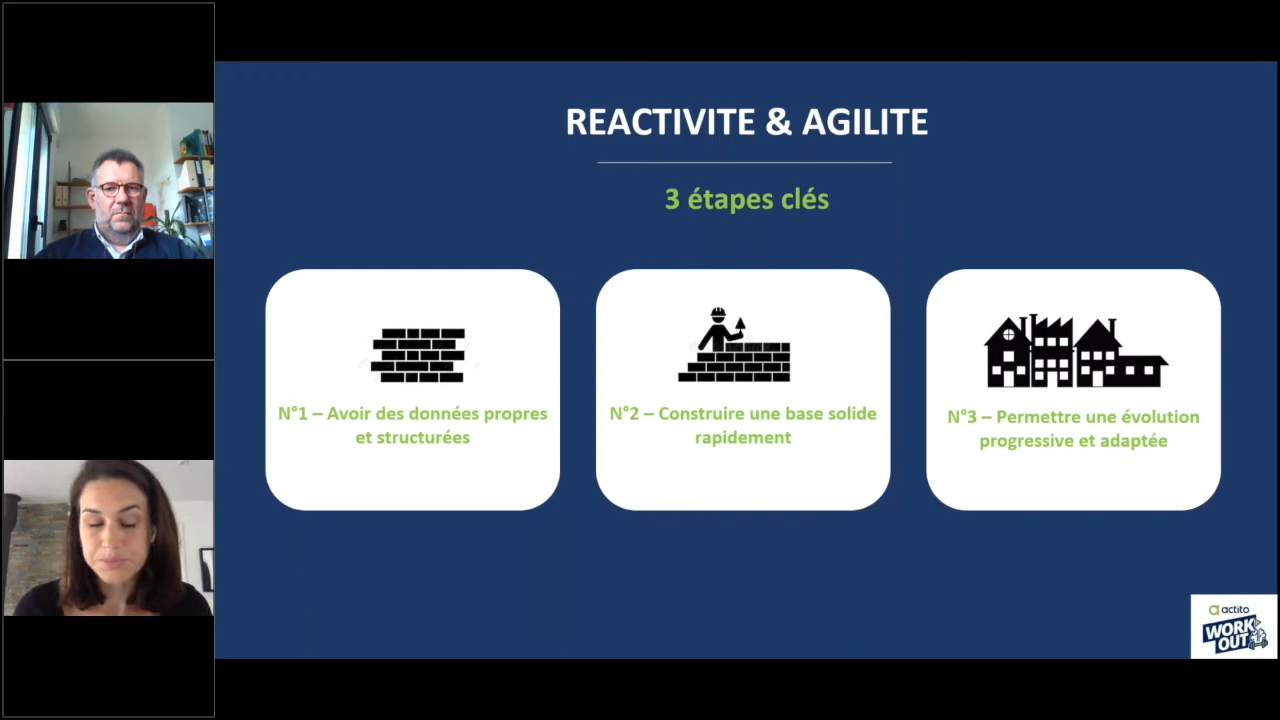 REACTIVITE & AGILITE
3 étapes clés
N°1 – Avoir des données propres
et structurées
N°2 – Construire une base solide
rapidement
N°3 – Permettre une évolution
progressive et adaptée
actito
WORK
OUT